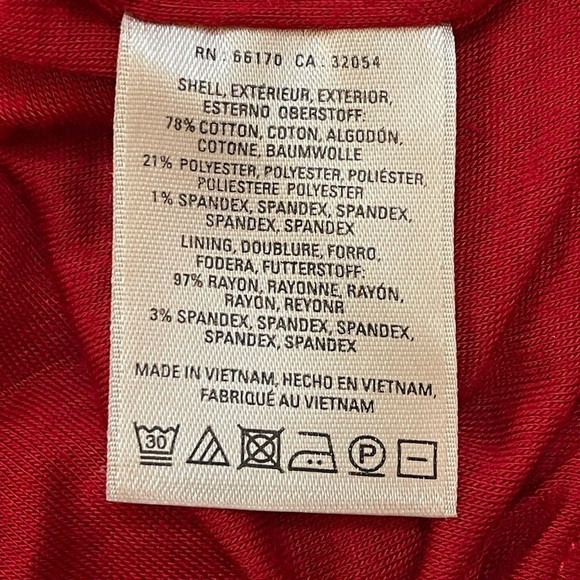 RN : 66170 CA : 32054
SHELL, EXTÉRIEUR, EXTERIOR,
ESTERNO OBERSTOFF:
78% COTTON, COTON, ALGODÓN,
COTONE, BAUMWOLLE
21% POLYESTER, POLYESTER, POLIÉSTER,
POLIESTERE POLYESTER
1% SPANDEX, SPANDEX, SPANDEX,
SPANDEX, SPANDEX
LINING, DOUBLURE, FORRO,
FODERA, FUTTERSTOFF:
97% RAYON, RAYONNE, RAYÓN,
RAYÓN, REYONR
3% SPANDEX, SPANDEX, SPANDEX,
SPANDEX, SPANDEX
MADE IN VIETNAM, HECHO EN VIETNAM,
FABRIQUÉ AU VIETNAM
30 P